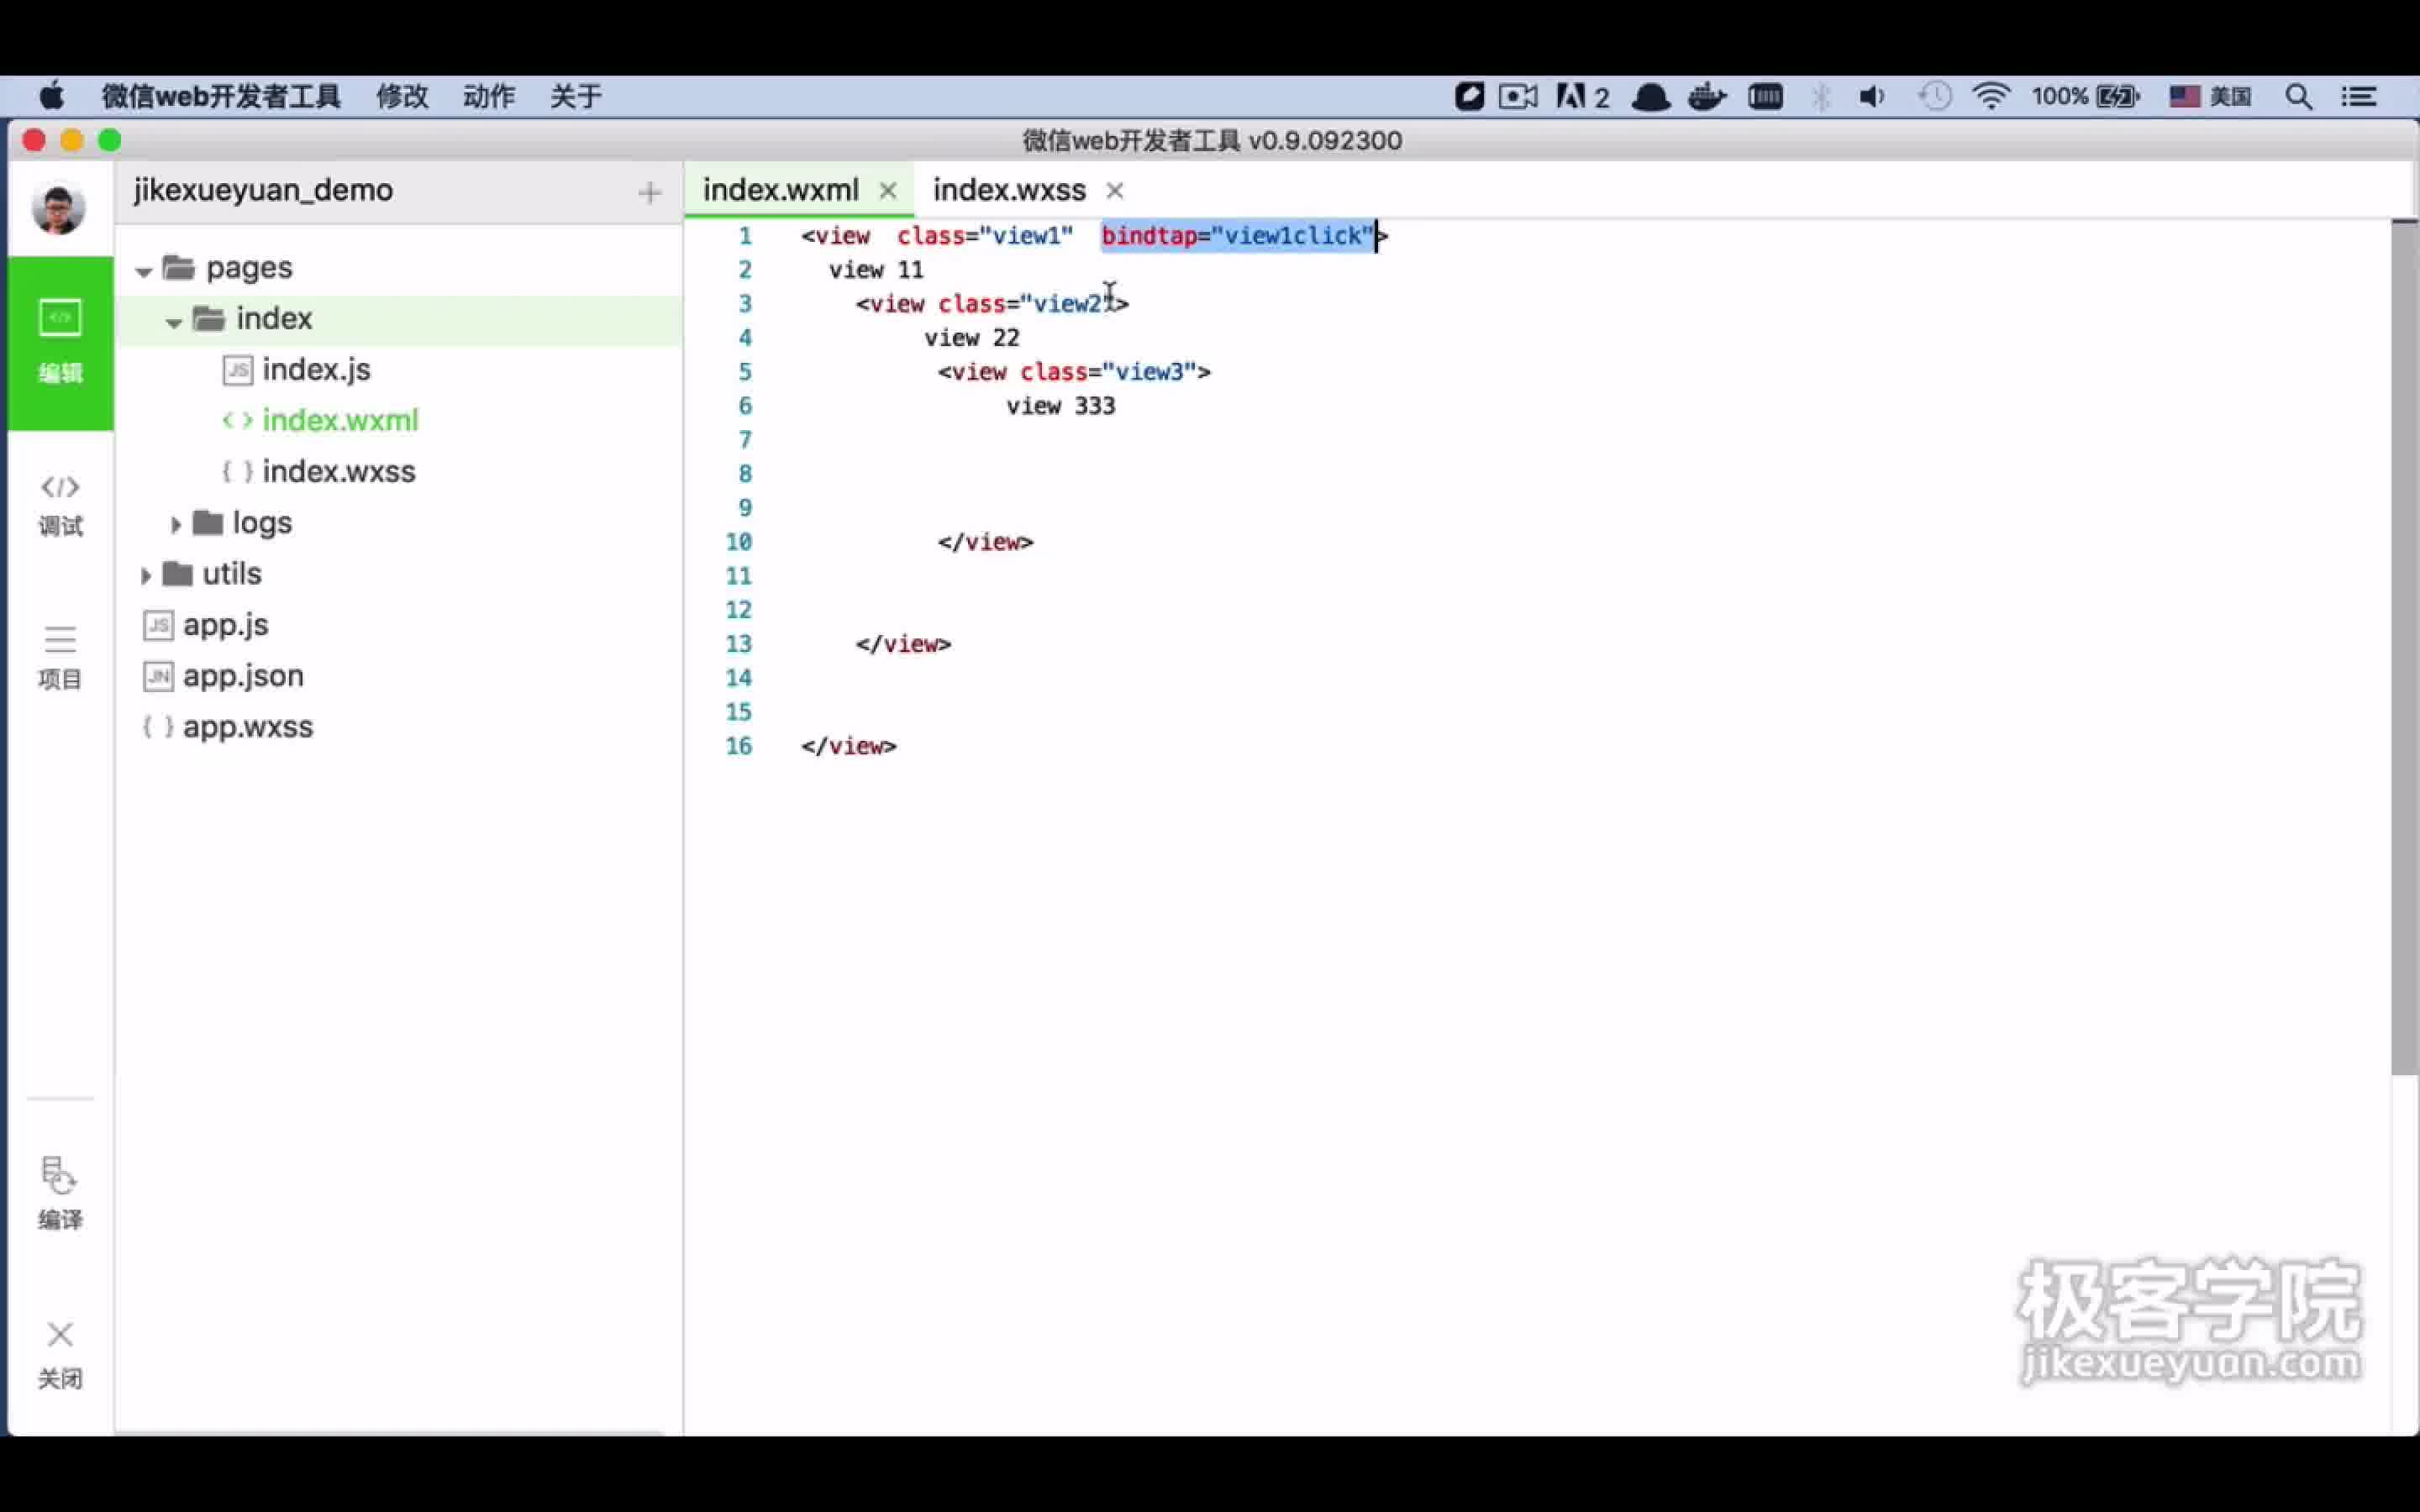 微信web开发者工具 修改 动作 关于 2 100% 美国
微信web开发者工具 v0.9.092300
jikexueyuan_demo
index.wxml
index.wxss
编辑
调试
项目
编译
关闭
pages
index
JS index.js
< > index.wxml
{ } index.wxss
logs
utils
JS app.js
JN app.json
{ } app.wxss
1 <view  class="view1"  bindtap="view1click">
2 view 11
3 <view class="view2">
4 view 22
5 <view class="view3">
6 view 333
7
8
9
10 </view>
11
12
13 </view>
14
15
16 </view>
极客学院
jikexueyuan.com